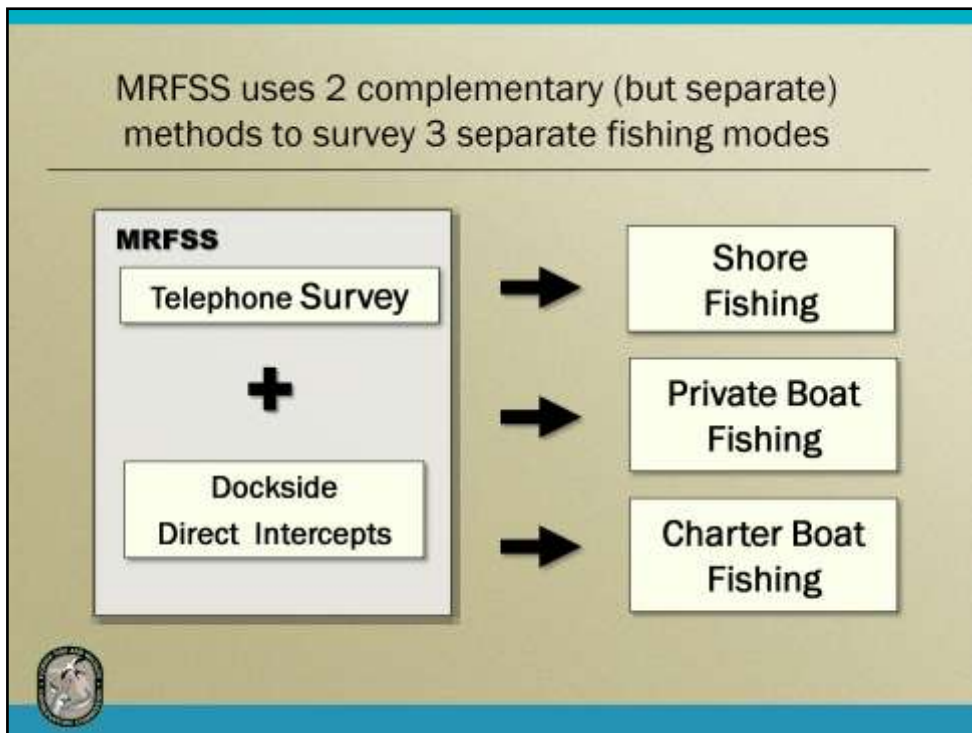 MRFSS uses 2 complementary (but separate)
methods to survey 3 separate fishing modes
MRFSS
Telephone Survey
Dockside
Direct Intercepts
Shore
Fishing
Private Boat
Fishing
Charter Boat
Fishing